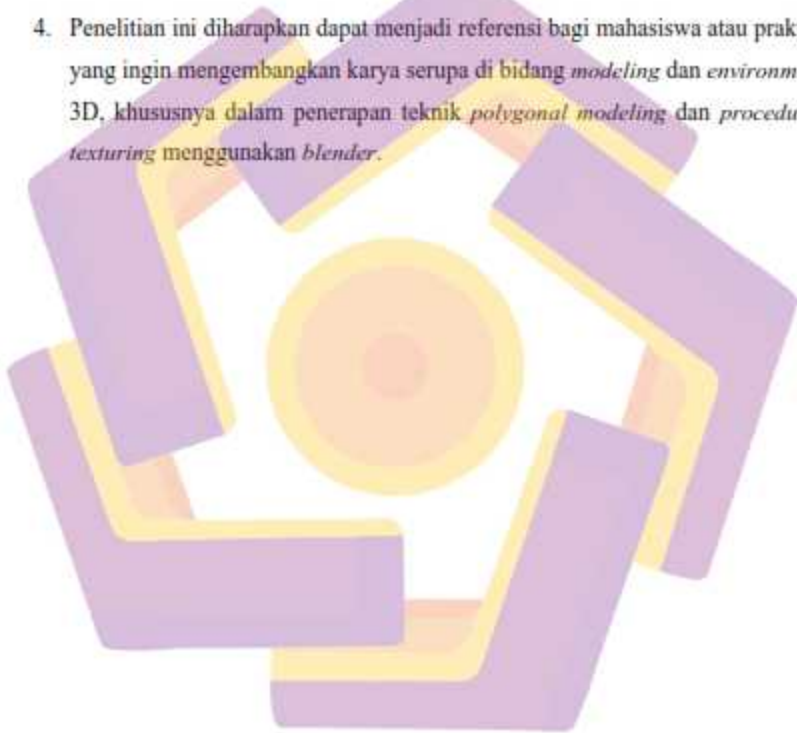 4. Penelitian ini diharapkan dapat menjadi referensi bagi mahasiswa atau prak
yang ingin mengembangkan karya serupa di bidang modeling dan environm
3D, khususnya dalam penerapan teknik polygonal modeling dan procedu
texturing menggunakan blender.